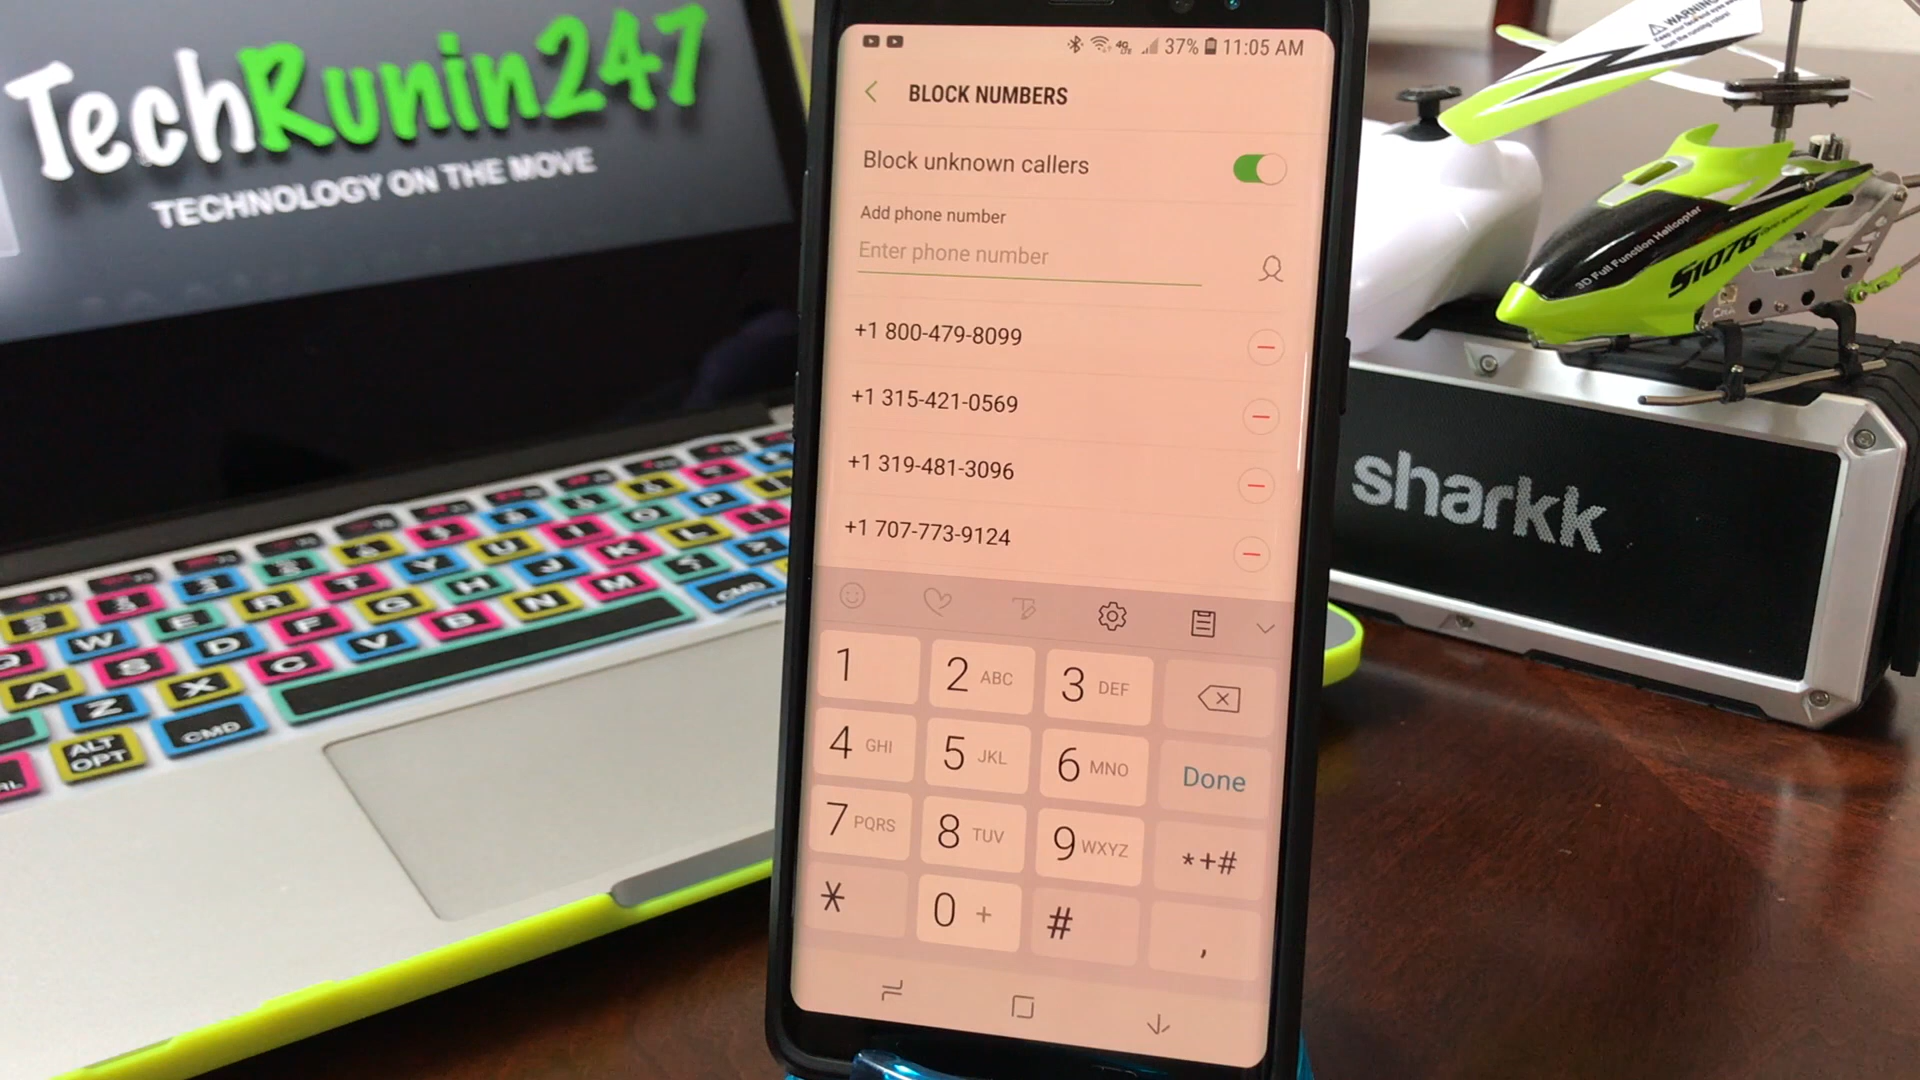 TechRunin247
TECHNOLOGY ON THE MOVE
37% 11:05 AM
BLOCK NUMBERS
Block unknown callers
Add phone number
Enter phone number
+1 800-479-8099
+1 315-421-0569
+1 319-481-3096
+1 707-773-9124
1
2 ABC
3 DEF
4 GHI
5 JKL
6 MNO
Done
7 PQRS
8 TUV
9 WXYZ
*+#
*
0 +
#
,
WARNING
3D Full Function Helicopter
S107G
sharkk
T Y U I O P
W E R
G H J K L
A S D F
Z X C V B N M
CMD
ALT
OPT
CMD